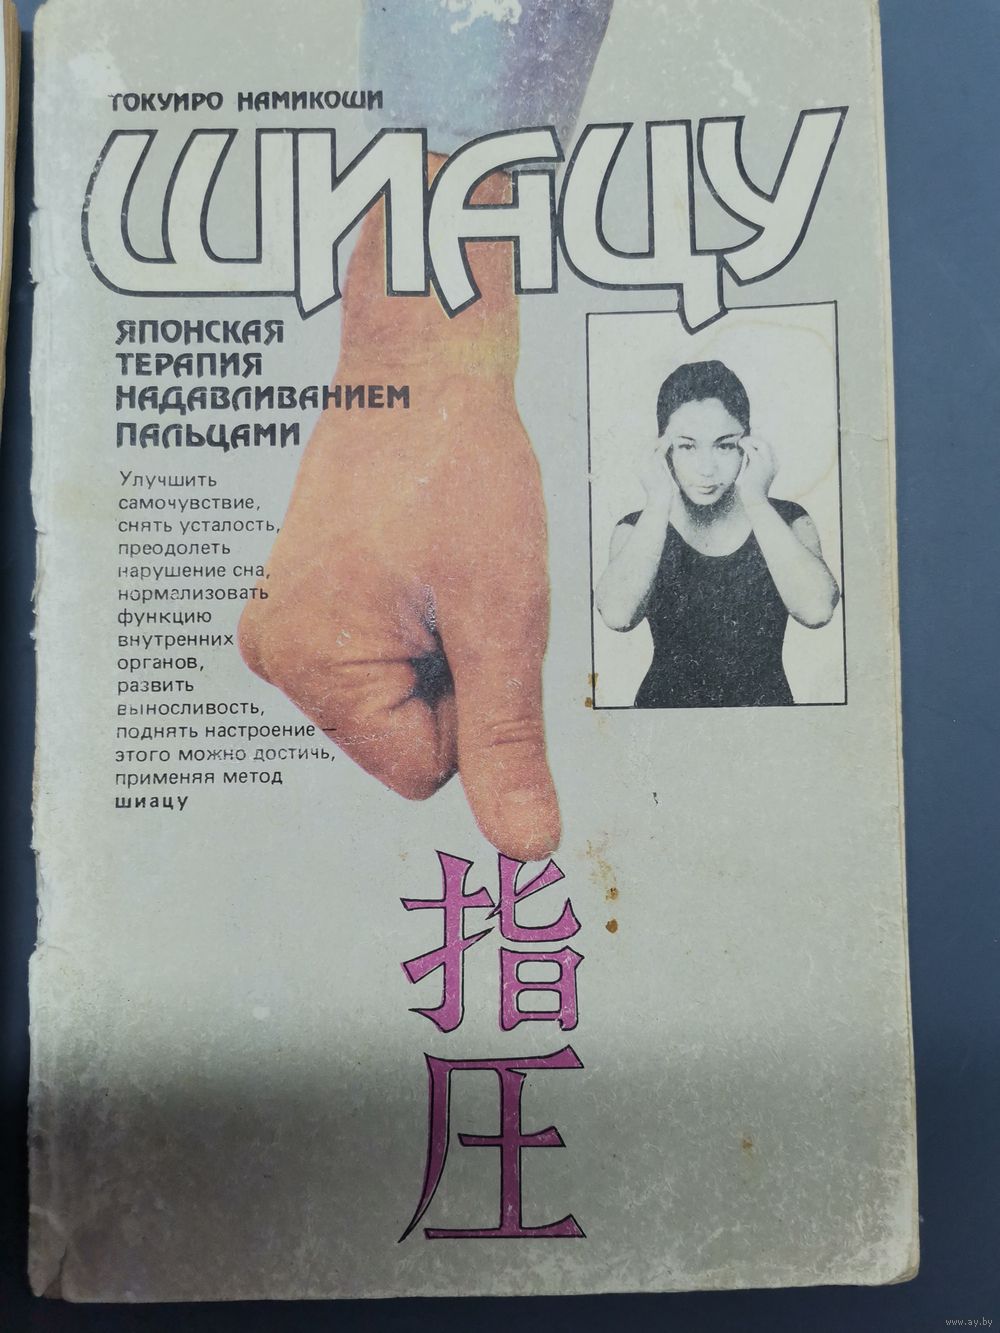 ТОКУИРО НАМИКОШИ
ШИАЦУ
ЯПОНСКАЯ
ТЕРАПИЯ
НАДАВЛИВАНИЕМ
ПАЛЬЦАМИ
Улучшить
самочувствие,
снять усталость,
преодолеть
нарушение сна,
нормализовать
функцию
внутренних
органов,
развить
выносливость,
поднять настроение —
этого можно достичь,
применяя метод
шиацу
指
圧
www.ay.by